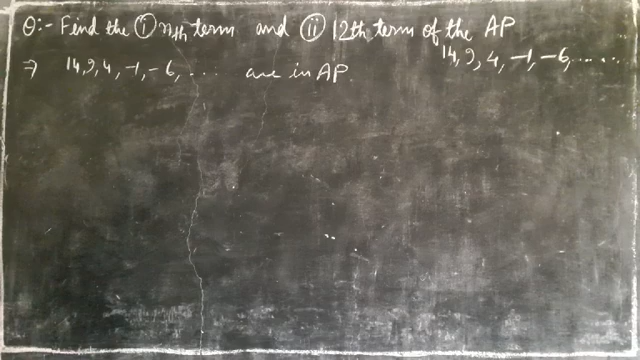 Q:- Find the (i) nth term and (ii) 12th term of the AP
14, 9, 4, -1, -6, ......
⇒ 14, 9, 4, -1, -6, .... are in AP.